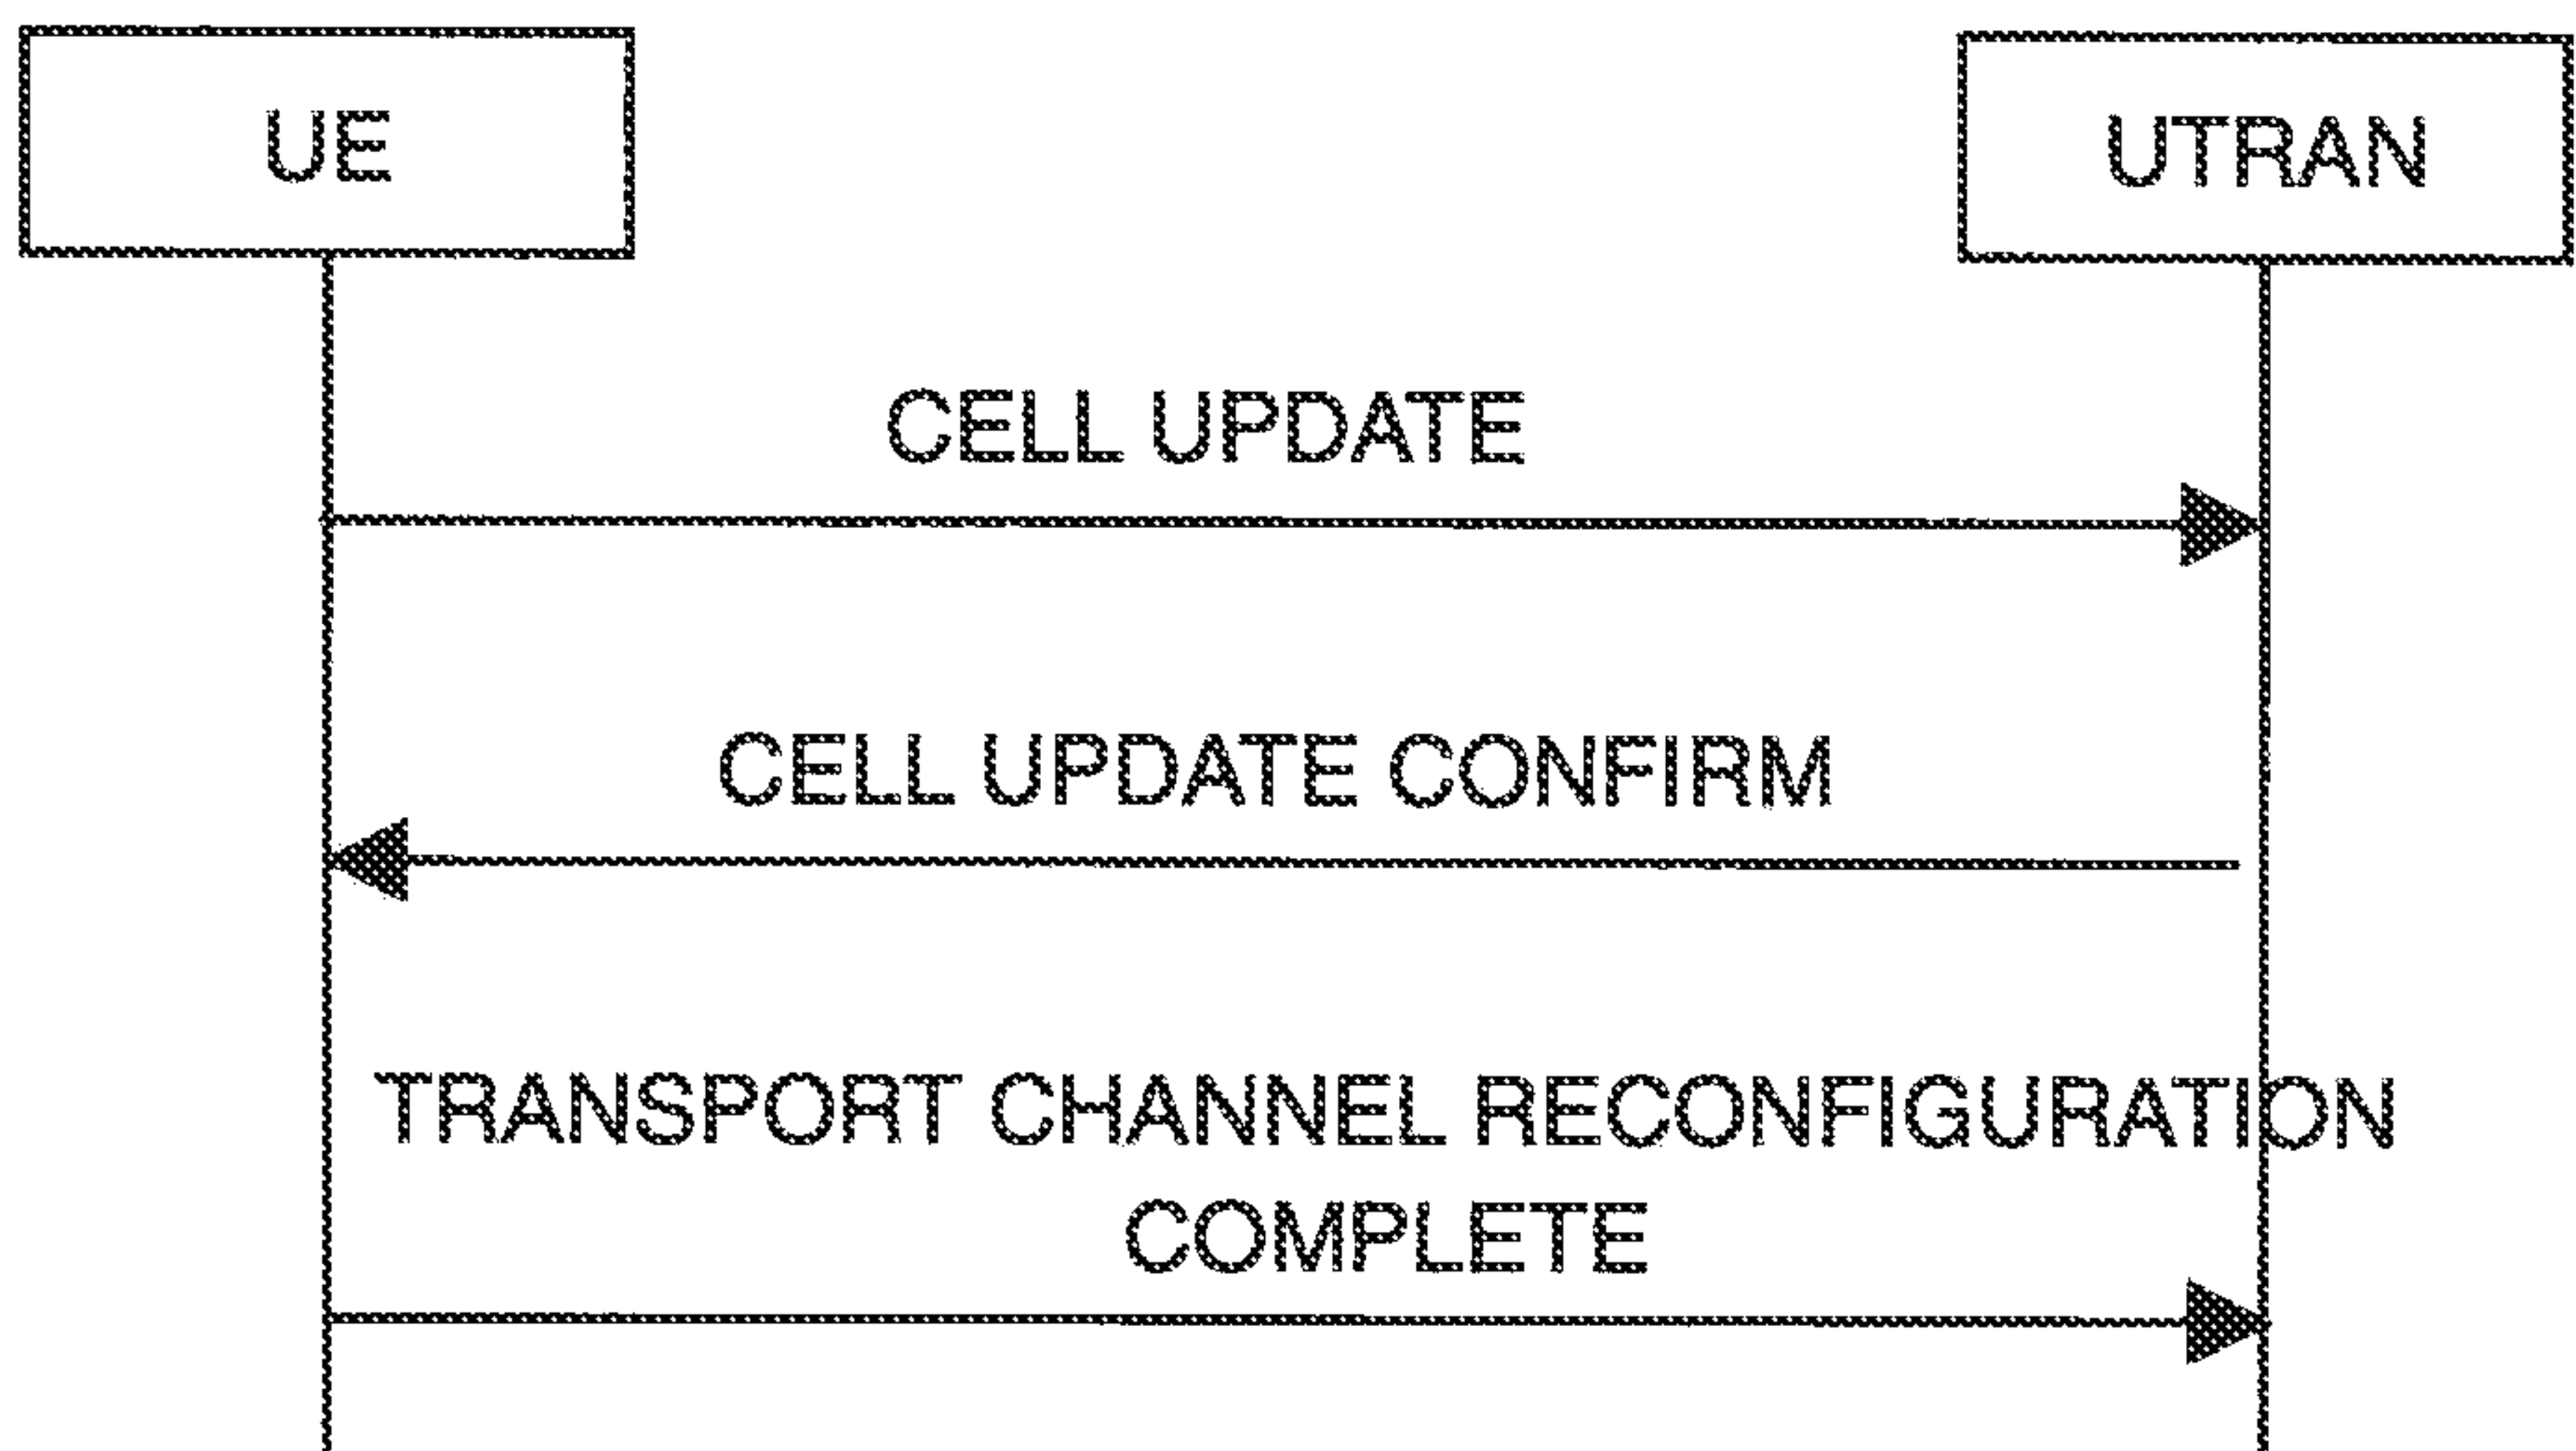 UE
UTRAN
CELL UPDATE
CELL UPDATE CONFIRM
TRANSPORT CHANNEL RECONFIGURATION
COMPLETE